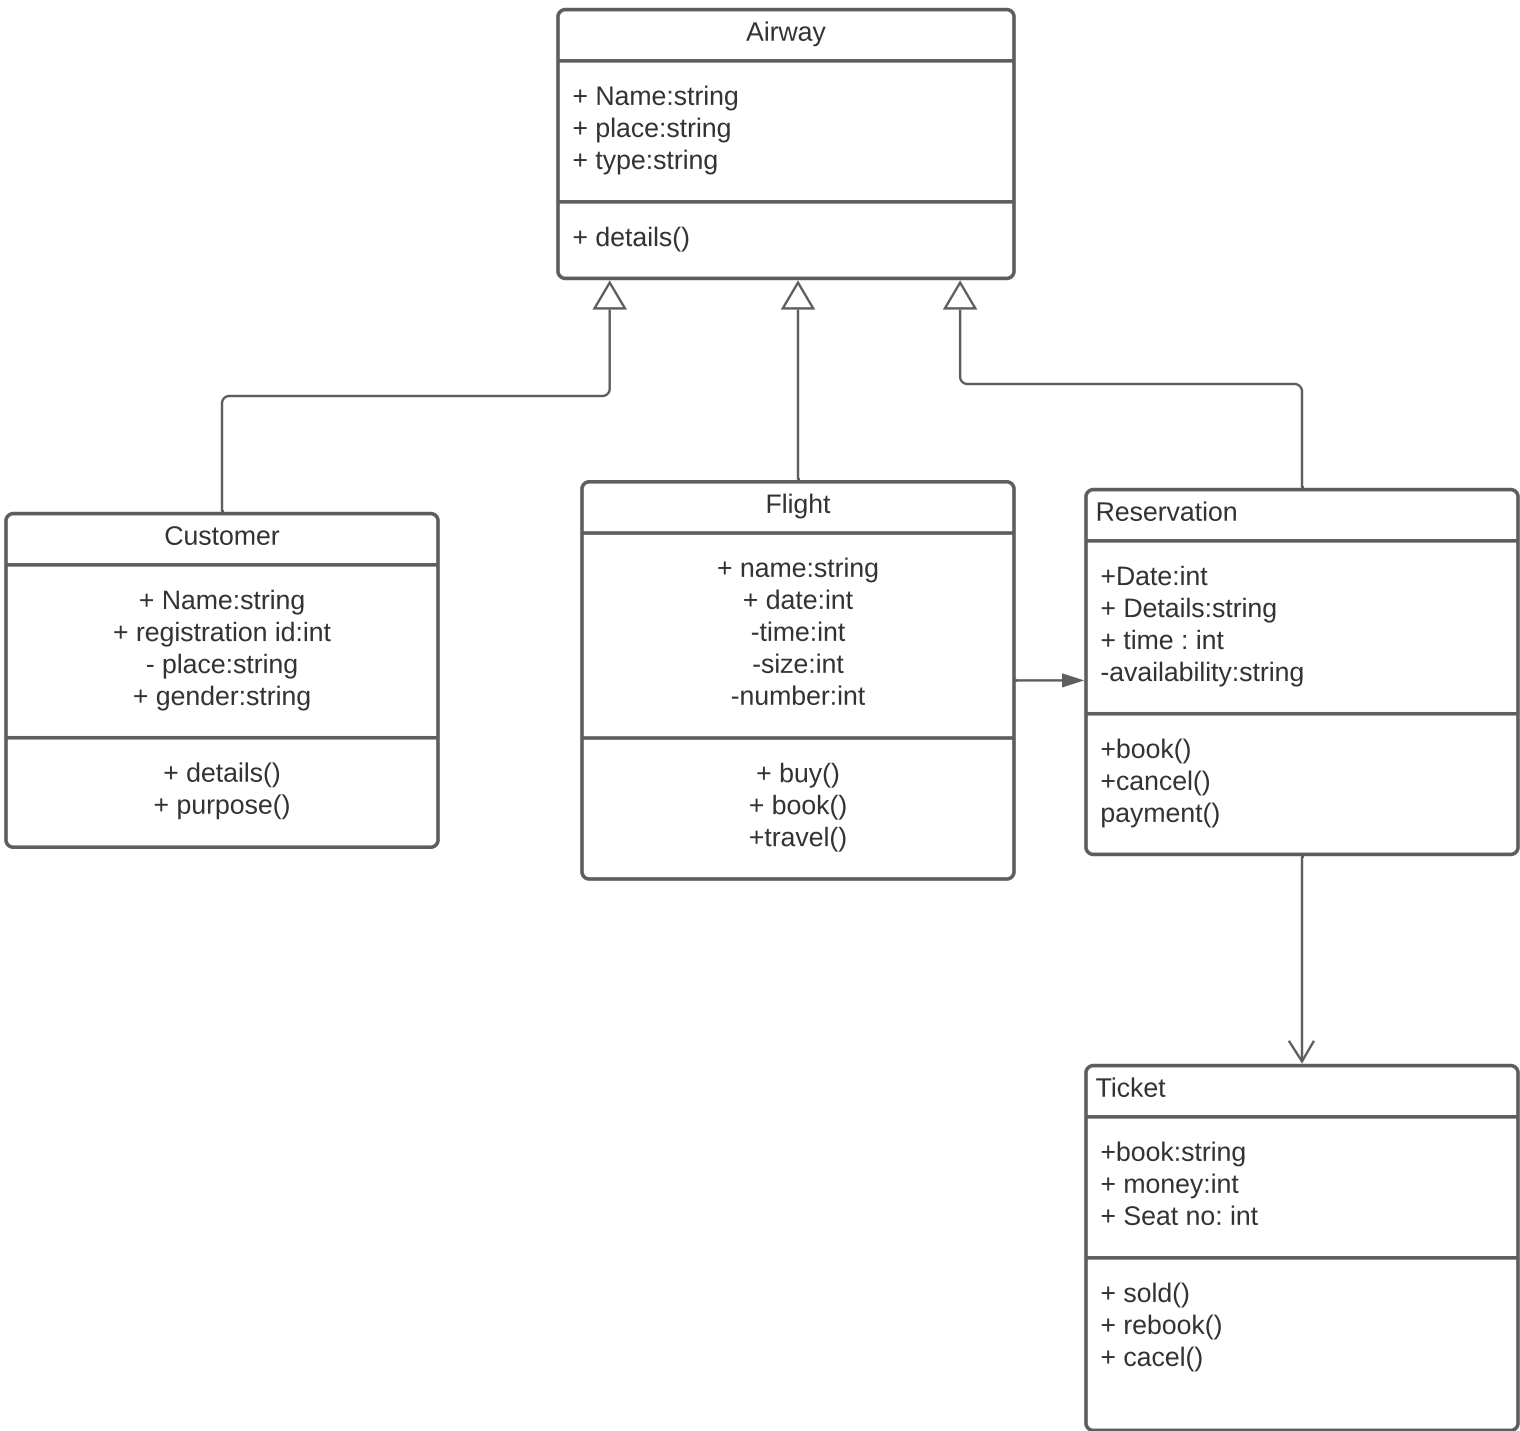 Airway
+ Name:string
+ place:string
+ type:string
+ details()
Customer
+ Name:string
+ registration id:int
- place:string
+ gender:string
+ details()
+ purpose()
Flight
+ name:string
+ date:int
-time:int
-size:int
-number:int
+ buy()
+ book()
+travel()
Reservation
+Date:int
+ Details:string
+ time : int
-availability:string
+book()
+cancel()
payment()
Ticket
+book:string
+ money:int
+ Seat no: int
+ sold()
+ rebook()
+ cacel()